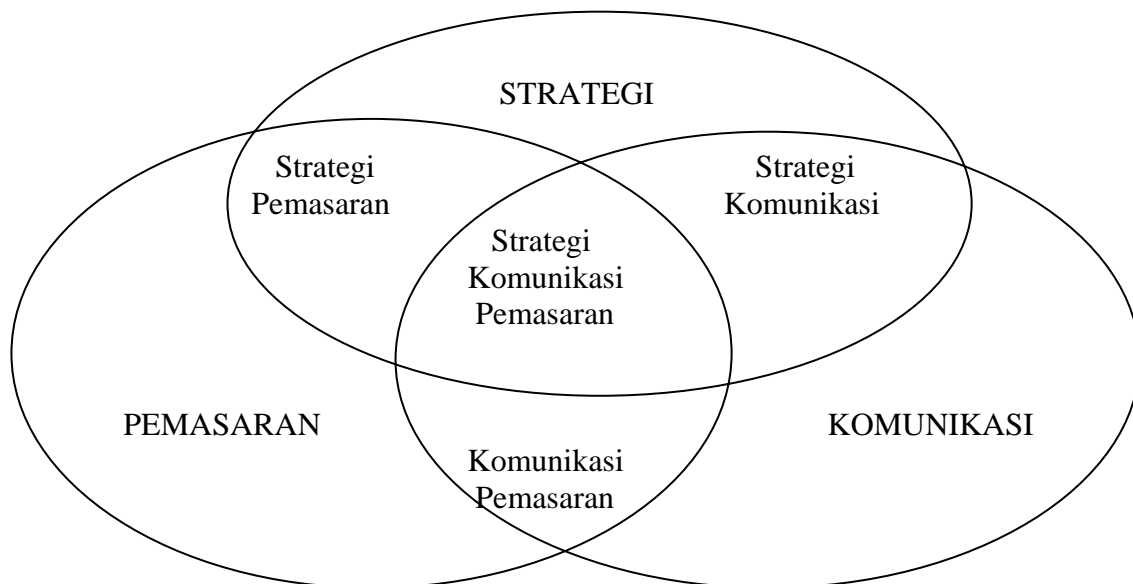 STRATEGI
Strategi
Pemasaran
Strategi
Komunikasi
Strategi
Komunikasi
Pemasaran
PEMASARAN
KOMUNIKASI
Komunikasi
Pemasaran